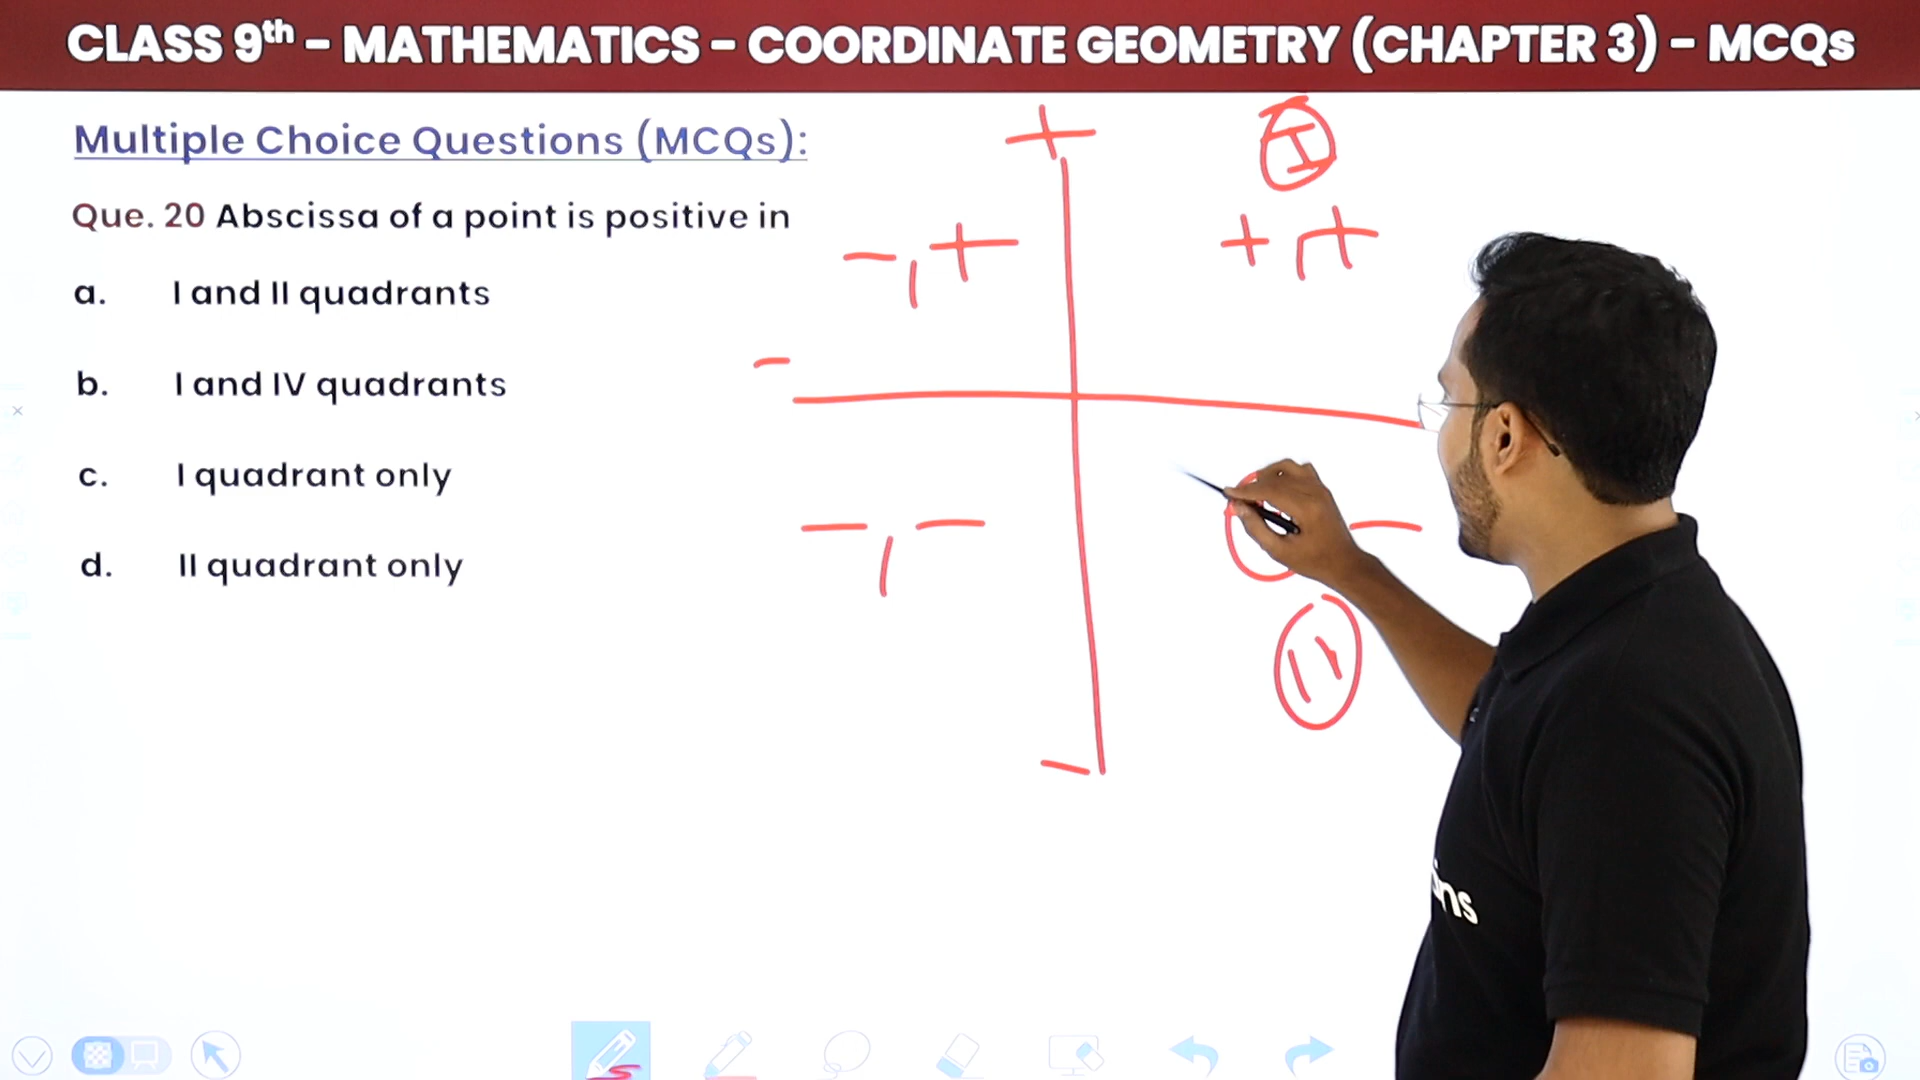 CLASS 9th - MATHEMATICS - COORDINATE GEOMETRY (CHAPTER 3) - MCQs
Multiple Choice Questions (MCQs):
Que. 20 Abscissa of a point is positive in
a. I and II quadrants
b. I and IV quadrants
c. I quadrant only
d. II quadrant only
+
I
-,+
+,+
-
-,-
-
-